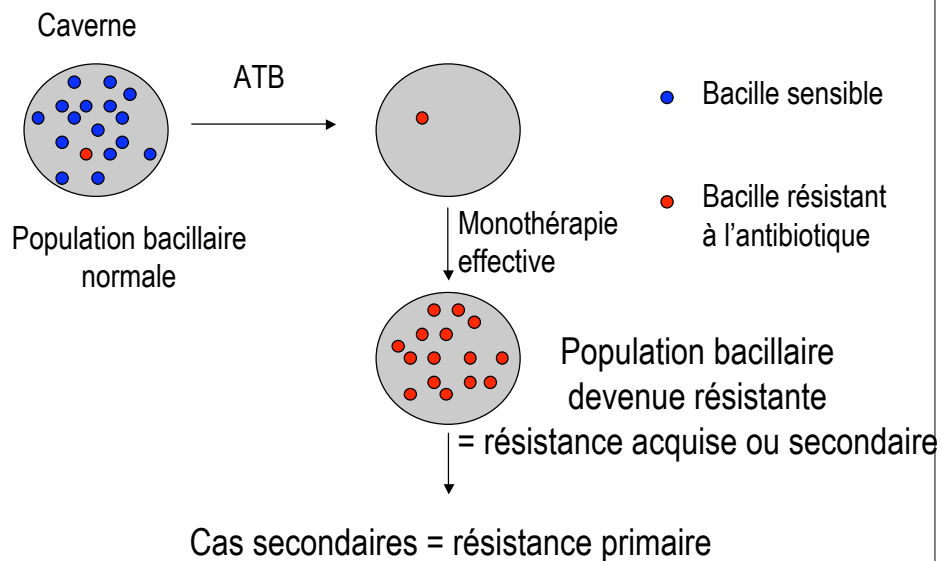 Caverne
ATB
Bacille sensible
Bacille résistant
à l'antibiotique
Population bacillaire
normale
Monothérapie
effective
Population bacillaire
devenue résistante
= résistance acquise ou secondaire
Cas secondaires = résistance primaire